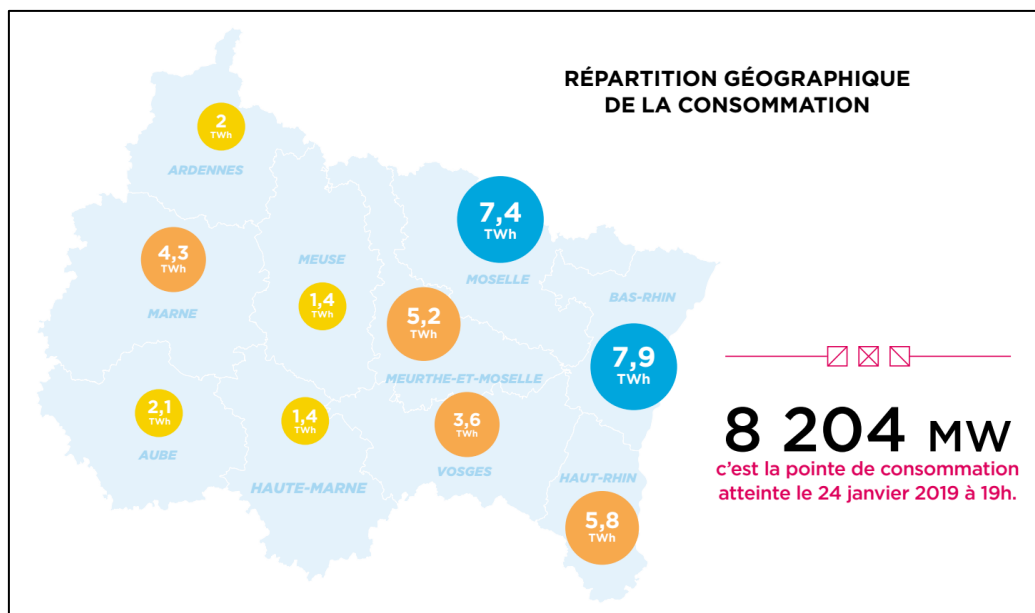 RÉPARTITION GÉOGRAPHIQUE
DE LA CONSOMMATION
2
TWh
ARDENNES
7,4
TWh
MOSELLE
4,3
TWh
MARNE
MEUSE
1,4
TWh
5,2
TWh
MEURTHE-ET-MOSELLE
BAS-RHIN
7,9
TWh
2,1
TWh
AUBE
1,4
TWh
HAUTE-MARNE
3,6
TWh
VOSGES
HAUT-RHIN
5,8
TWh
8 204 MW
c'est la pointe de consommation
atteinte le 24 janvier 2019 à 19h.